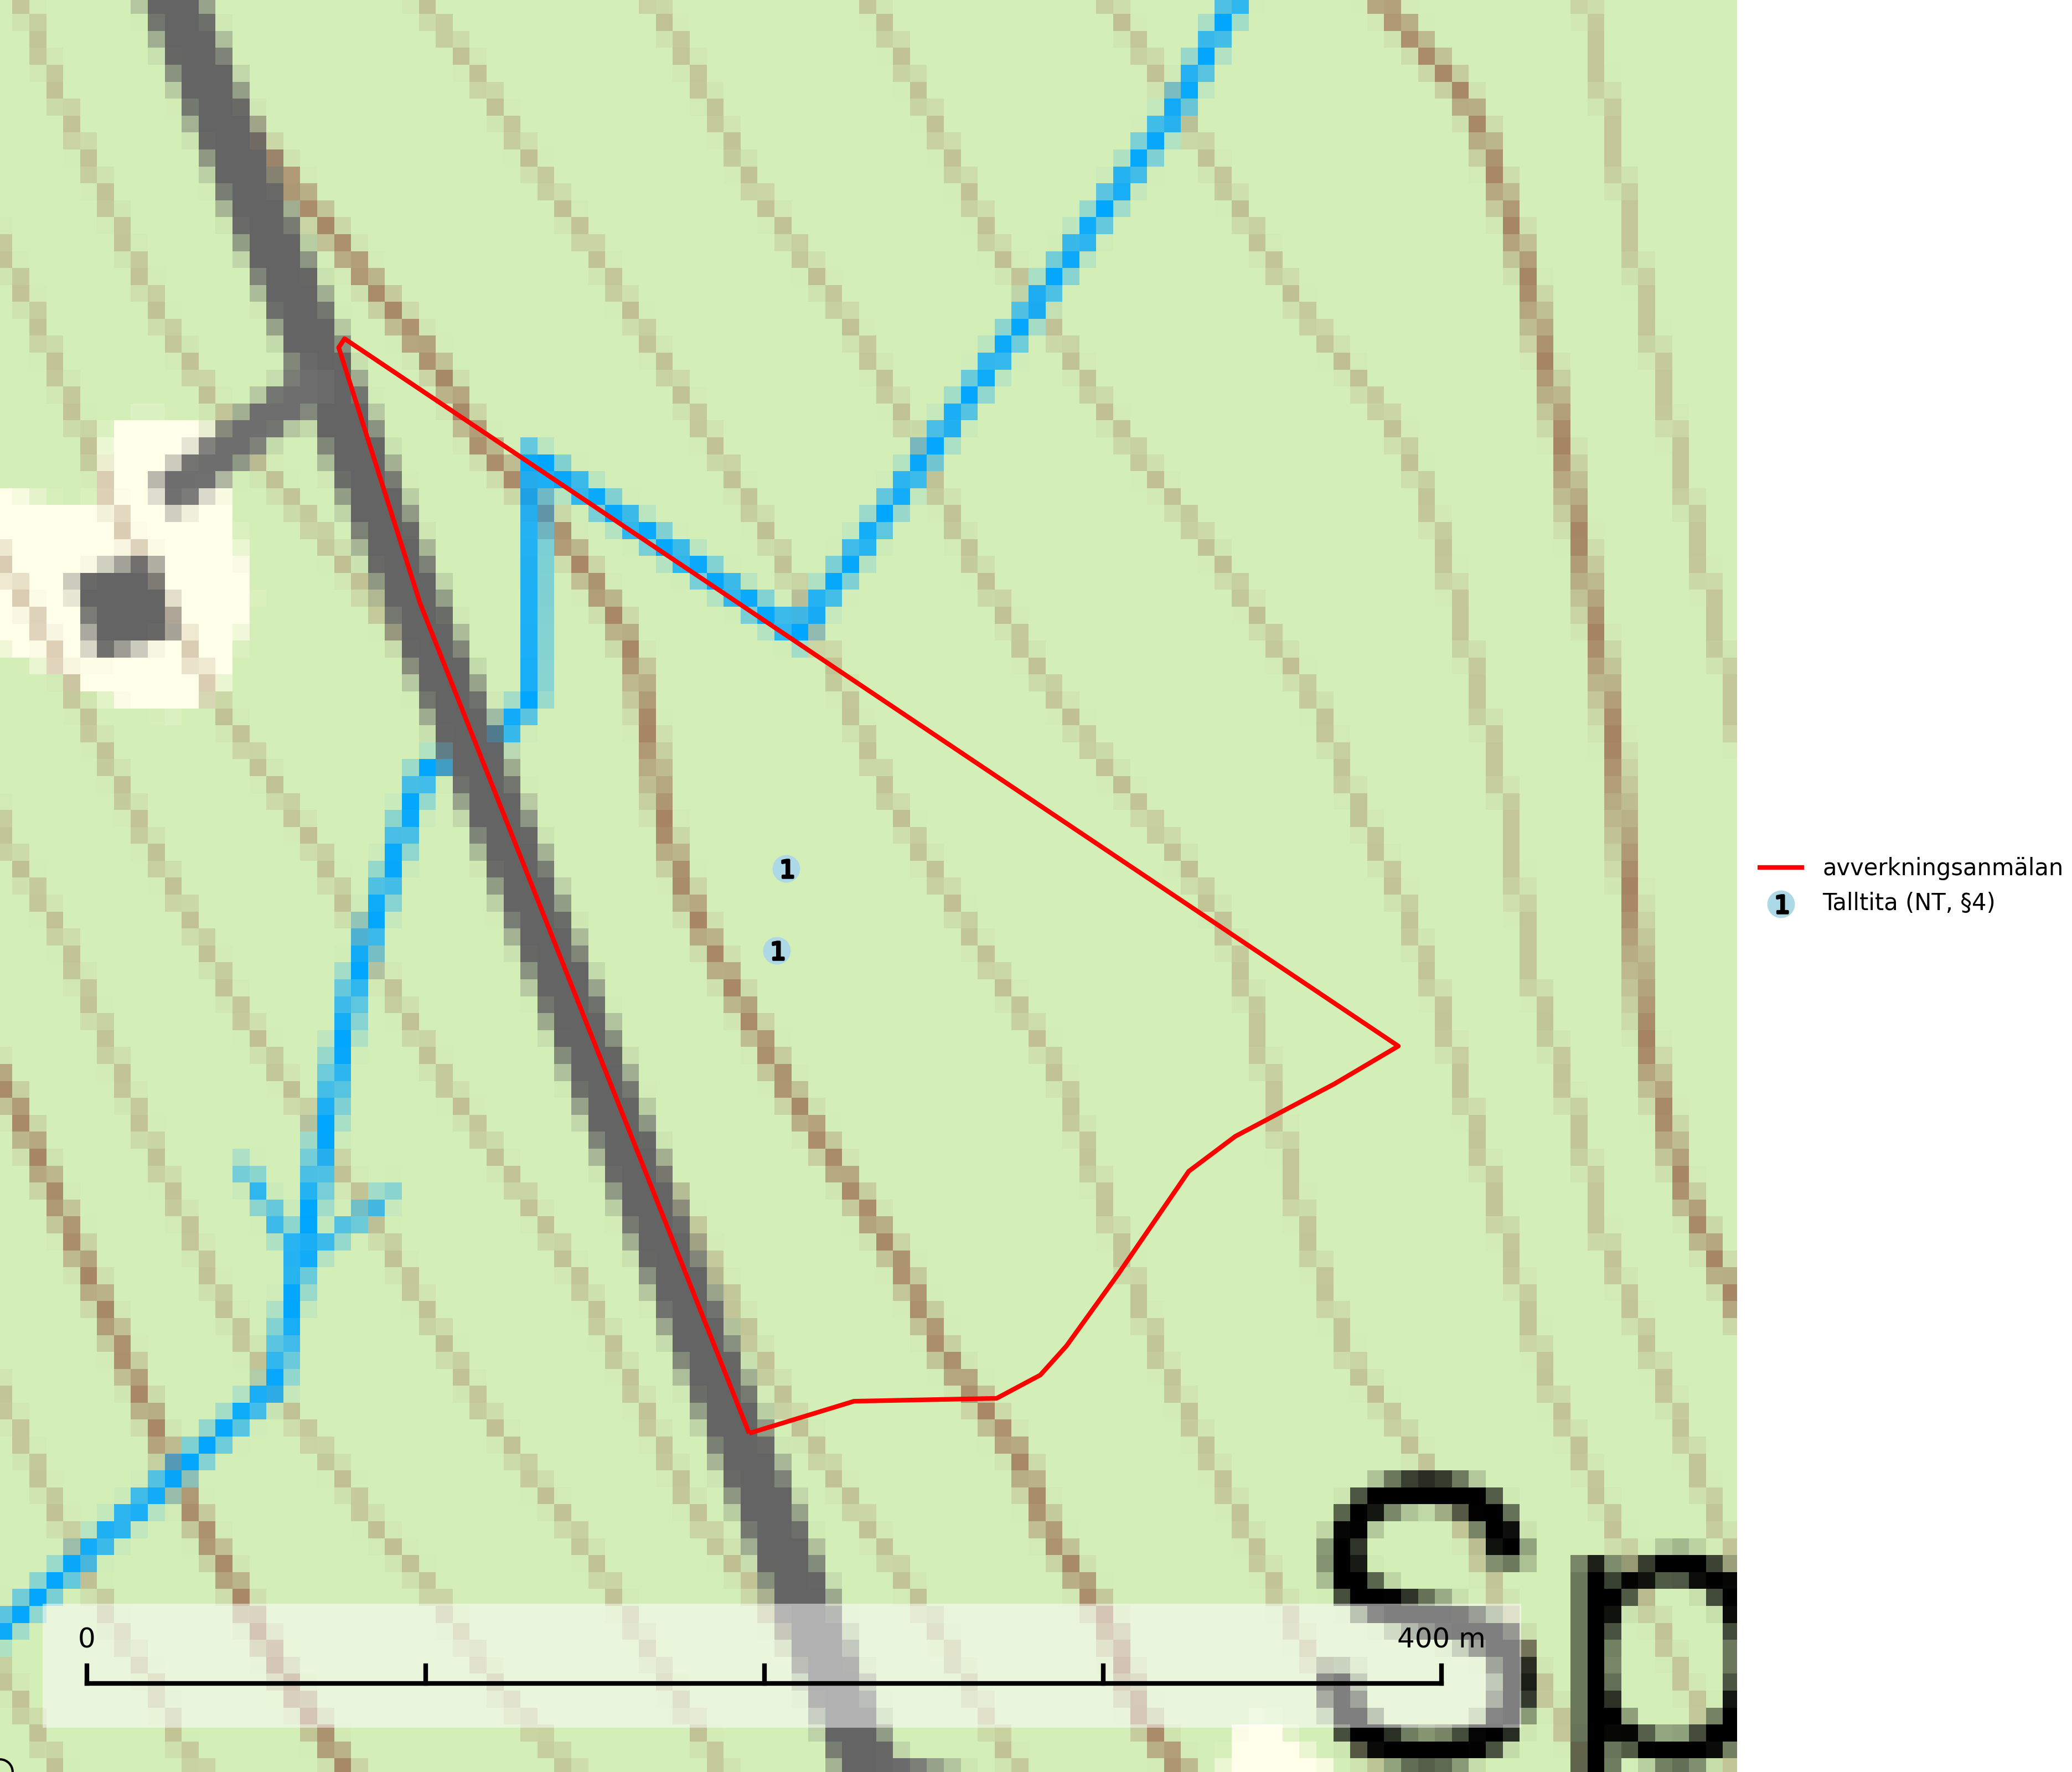 1
1
avverkningsanmälan
1 Talltita (NT, §4)
sp
0 400 m